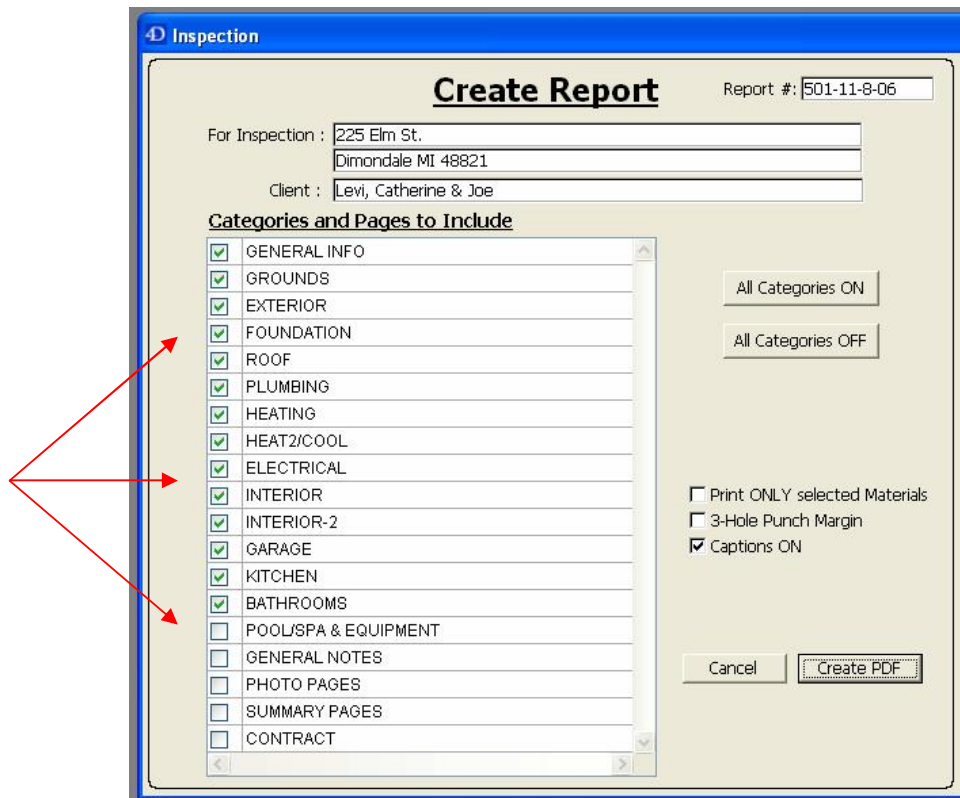 4D Inspection
Create Report
Report #: 501-11-8-06
For Inspection : 225 Elm St.
Dimondale MI 48821
Client : Levi, Catherine & Joe
Categories and Pages to Include
GENERAL INFO
GROUNDS
EXTERIOR
FOUNDATION
ROOF
PLUMBING
HEATING
HEAT2/COOL
ELECTRICAL
INTERIOR
INTERIOR-2
GARAGE
KITCHEN
BATHROOMS
POOL/SPA & EQUIPMENT
GENERAL NOTES
PHOTO PAGES
SUMMARY PAGES
CONTRACT
All Categories ON
All Categories OFF
Print ONLY selected Materials
3-Hole Punch Margin
Captions ON
Cancel
Create PDF